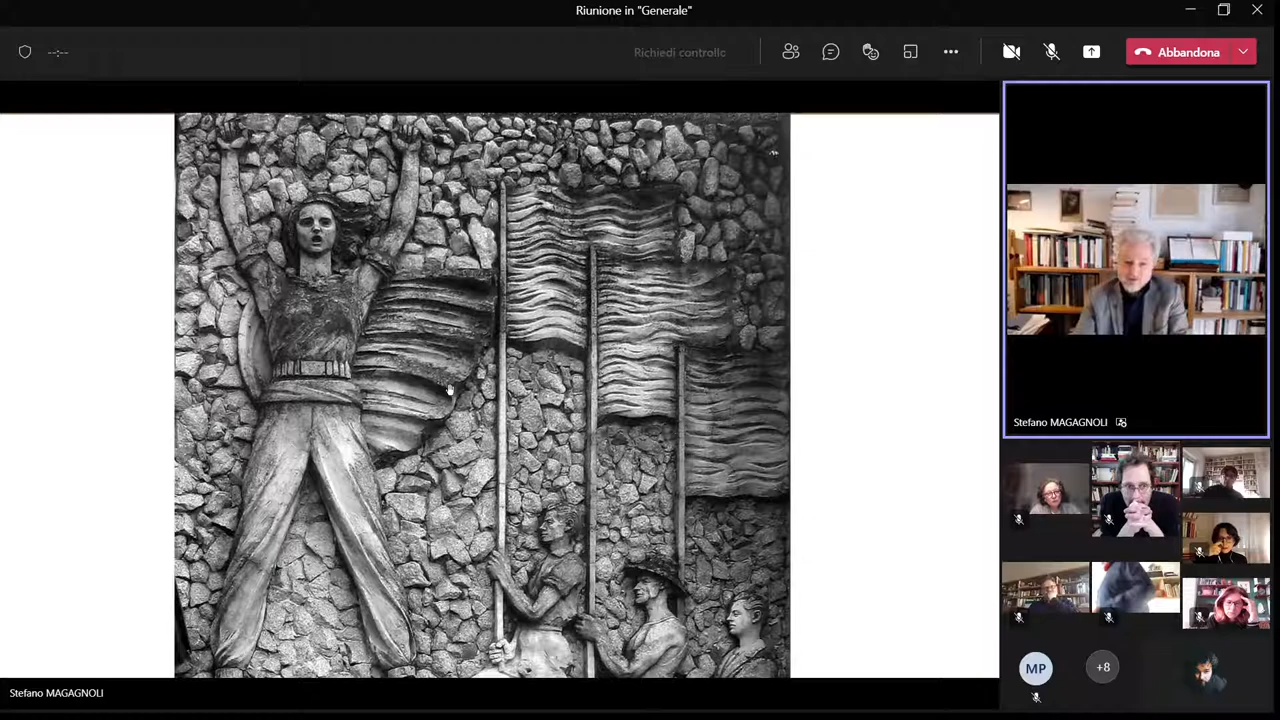 Riunione in "Generale"
--:--
Richiedi controllo
Abbandona
Stefano MAGAGNOLI
MP
+8
Stefano MAGAGNOLI